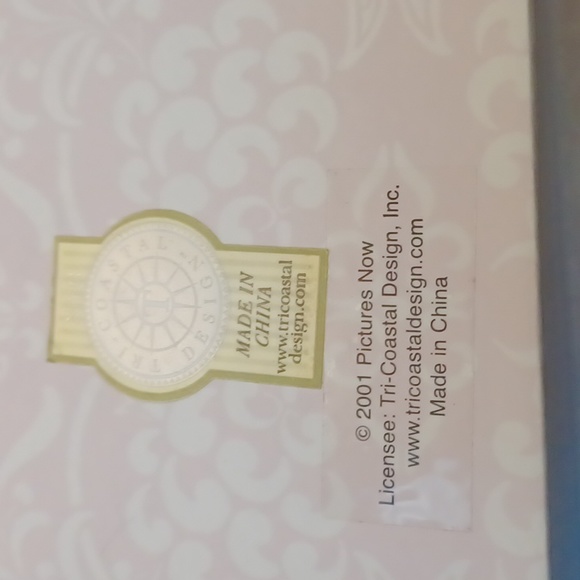 TRI COASTAL DESIGN
MADE IN
CHINA
www.tricoastal
design.com
© 2001 Pictures Now
Licensee: Tri-Coastal Design, Inc.
www.tricoastaldesign.com
Made in China